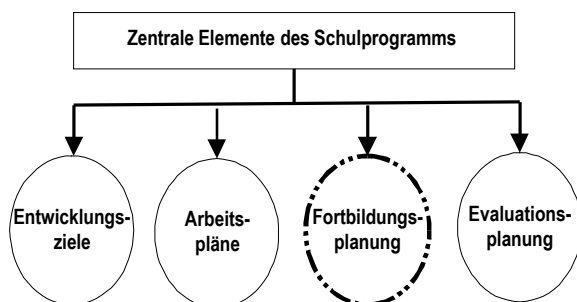 Zentrale Elemente des Schulprogramms
Entwicklungs-
ziele
Arbeits-
pläne
Fortbildungs-
planung
Evaluations-
planung